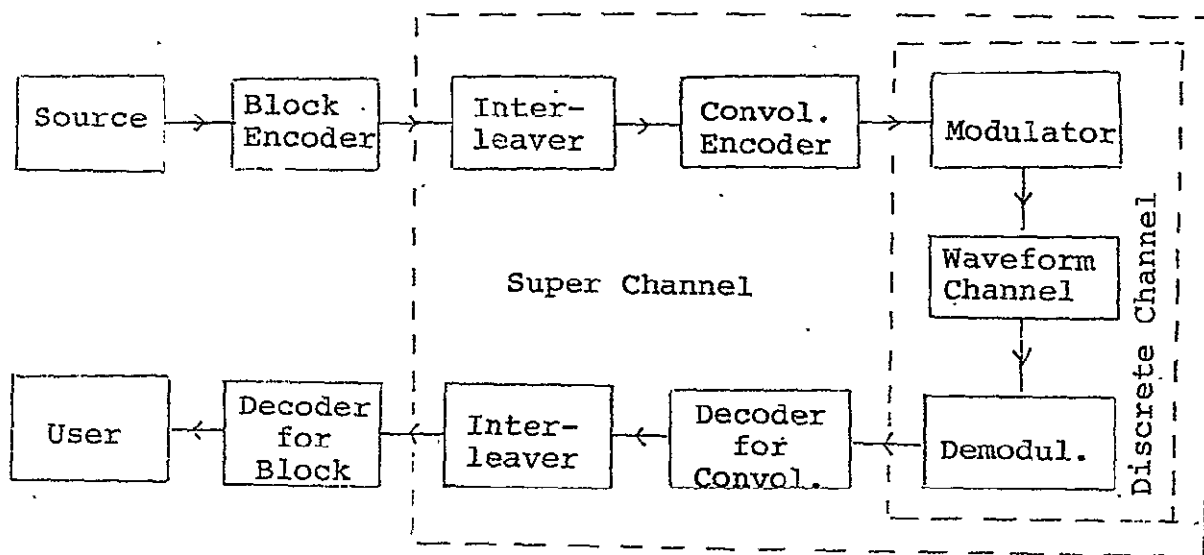 Source
Block
Encoder
Inter-
leaver
Convol.
Encoder
Modulator
Waveform
Channel
Discrete Channel
Super Channel
User
Decoder
for
Block
Inter-
leaver
Decoder
for
Convol.
Demodul.